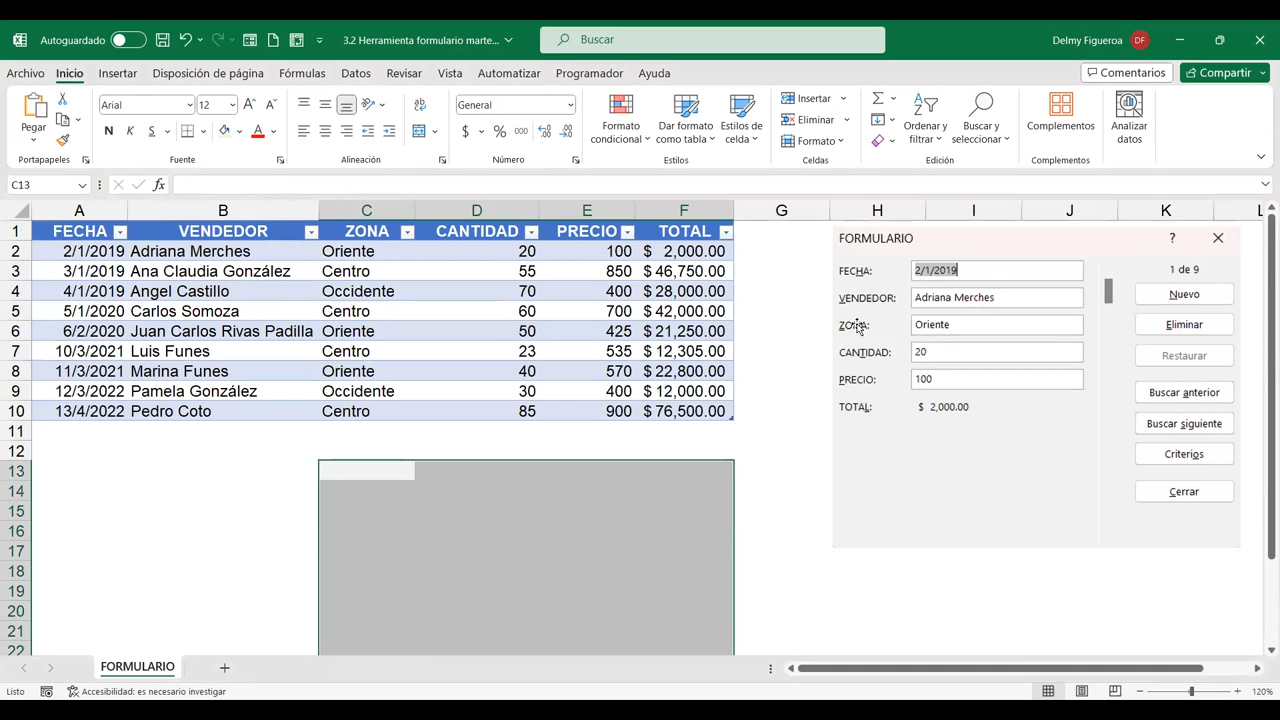 Autoguardado 3.2 Herramienta formulario marte... Buscar Delmy Figueroa DF
Archivo Inicio Insertar Disposición de página Fórmulas Datos Revisar Vista Automatizar Programador Ayuda Comentarios Compartir
Pegar
Portapapeles
Arial 12
N K S
Fuente
Alineación
General
$ % 000
Número
Formato condicional
Dar formato como tabla
Estilos de celda
Estilos
Insertar
Eliminar
Formato
Celdas
Ordenar y filtrar
Buscar y seleccionar
Edición
Complementos
Complementos
Analizar datos
C13 fx
A B C D E F G H I J K L
1 FECHA VENDEDOR ZONA CANTIDAD PRECIO TOTAL
2 2/1/2019 Adriana Merches Oriente 20 100 $ 2,000.00
3 3/1/2019 Ana Claudia González Centro 55 850 $ 46,750.00
4 4/1/2019 Angel Castillo Occidente 70 400 $ 28,000.00
5 5/1/2020 Carlos Somoza Centro 60 700 $ 42,000.00
6 6/2/2020 Juan Carlos Rivas Padilla Oriente 50 425 $ 21,250.00
7 10/3/2021 Luis Funes Centro 23 535 $ 12,305.00
8 11/3/2021 Marina Funes Oriente 40 570 $ 22,800.00
9 12/3/2022 Pamela González Occidente 30 400 $ 12,000.00
10 13/4/2022 Pedro Coto Centro 85 900 $ 76,500.00
11
12
13
14
15
16
17
18
19
20
21
22
FORMULARIO ?
FECHA: 2/1/2019
VENDEDOR: Adriana Merches
ZONA: Oriente
CANTIDAD: 20
PRECIO: 100
TOTAL: $ 2,000.00
1 de 9
Nuevo
Eliminar
Restaurar
Buscar anterior
Buscar siguiente
Criterios
Cerrar
FORMULARIO
Listo Accesibilidad: es necesario investigar 120%